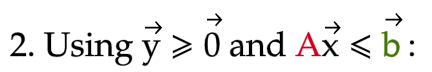 2. Using y⃗ ⩾ 0⃗ and Ax⃗ ⩽ b⃗ :